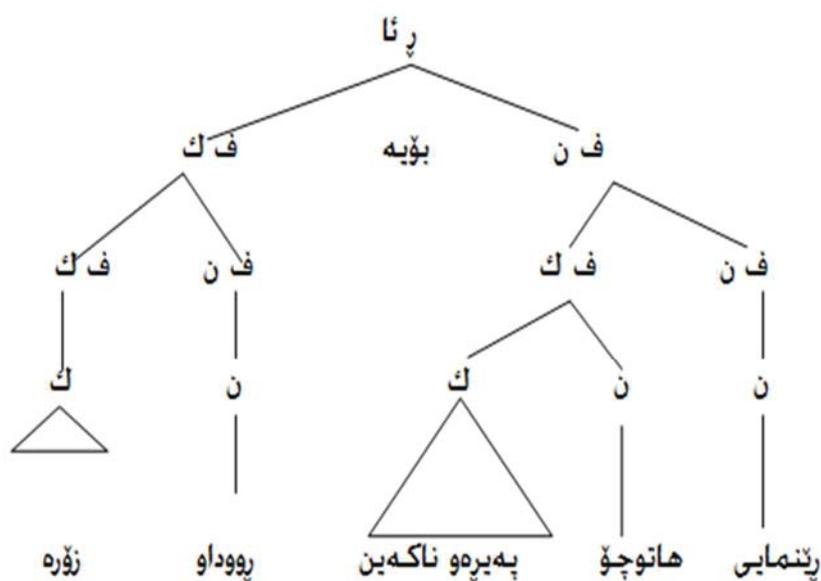 ڕ ئا
ف ن بۆیە ف ك
ف ن ف ك ف ن ف ك
ن ن ك ن ك
ڕێنمایی هاتوچۆ پەیڕەو ناکەین ڕووداو زۆرە